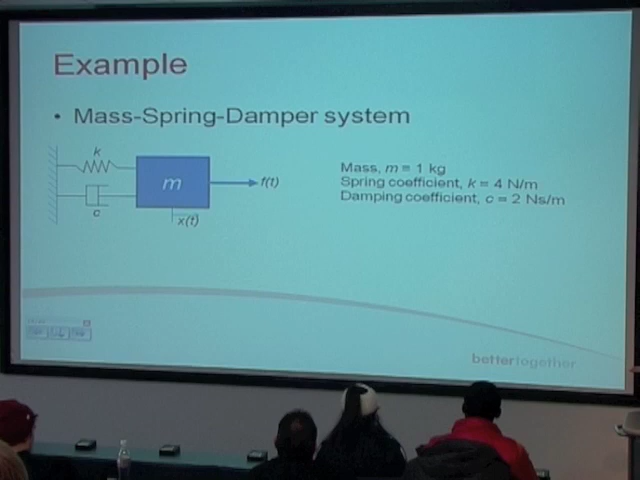 Example
• Mass-Spring-Damper system
k
m
f(t)
c
x(t)
Mass, m = 1 kg
Spring coefficient, k = 4 N/m
Damping coefficient, c = 2 Ns/m
bettertogether